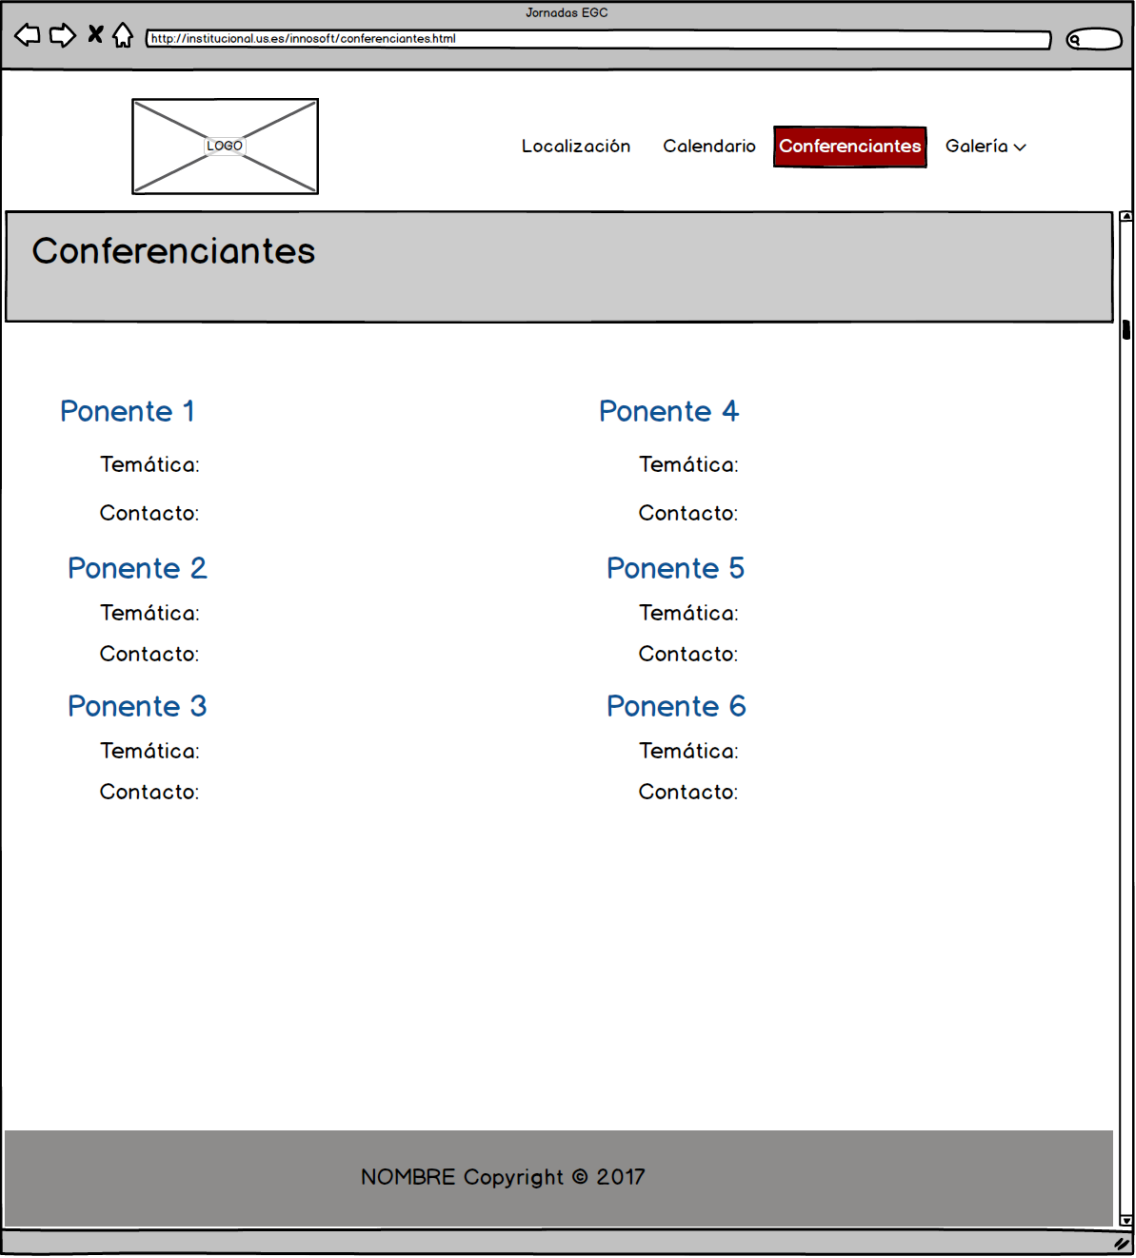 Jornadas EGC
http://institucional.us.es/innosoft/conferenciantes.html
LOGO
Localización Calendario Conferenciantes Galería
Conferenciantes
Ponente 1
Temática:
Contacto:
Ponente 2
Temática:
Contacto:
Ponente 3
Temática:
Contacto:
Ponente 4
Temática:
Contacto:
Ponente 5
Temática:
Contacto:
Ponente 6
Temática:
Contacto:
NOMBRE Copyright © 2017